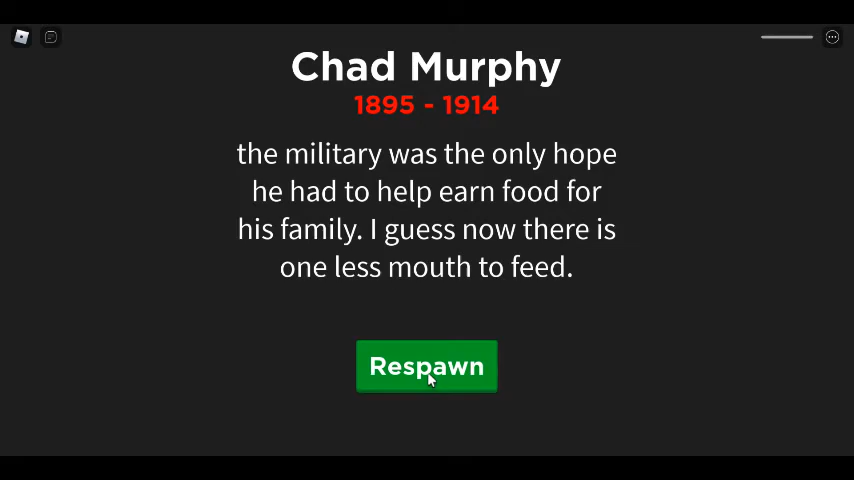 Chad Murphy
1895 - 1914
the military was the only hope
he had to help earn food for
his family. I guess now there is
one less mouth to feed.
Respawn